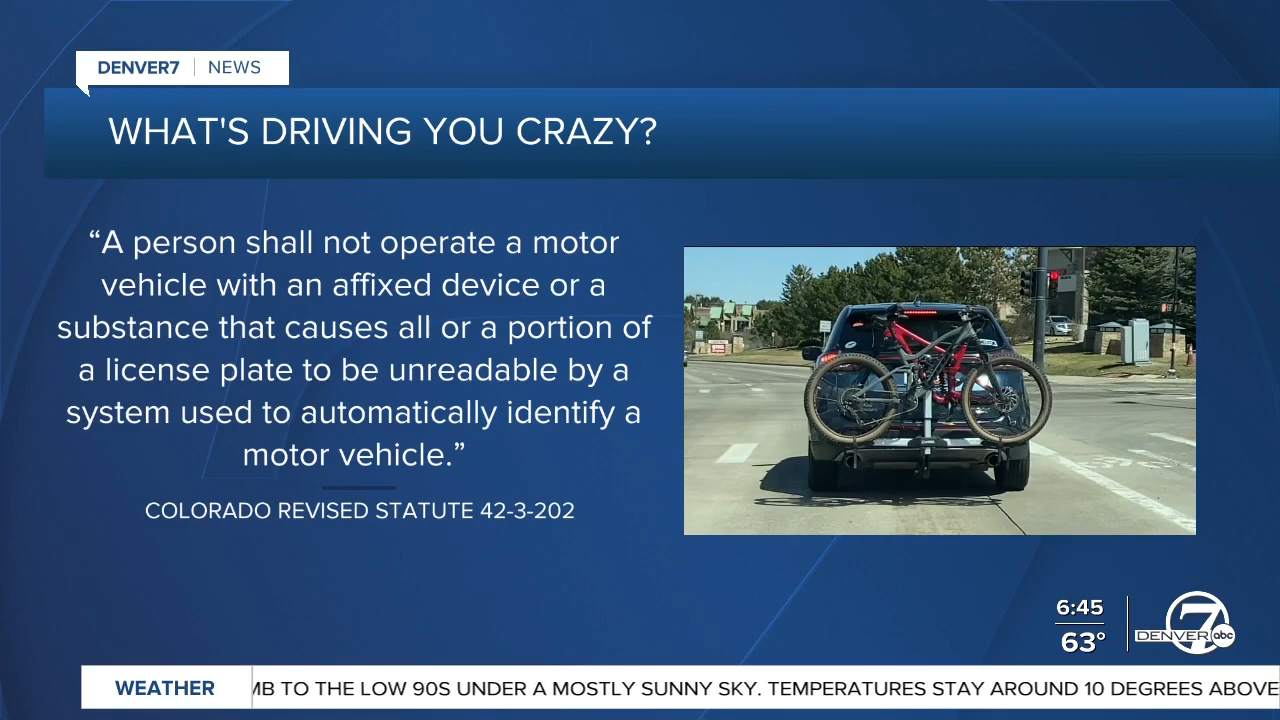 DENVER7 | NEWS
WHAT'S DRIVING YOU CRAZY?
“A person shall not operate a motor
vehicle with an affixed device or a
substance that causes all or a portion of
a license plate to be unreadable by a
system used to automatically identify a
motor vehicle.”
COLORADO REVISED STATUTE 42-3-202
6:45
63°
DENVER 7 abc
WEATHER
MB TO THE LOW 90S UNDER A MOSTLY SUNNY SKY. TEMPERATURES STAY AROUND 10 DEGREES ABOVE